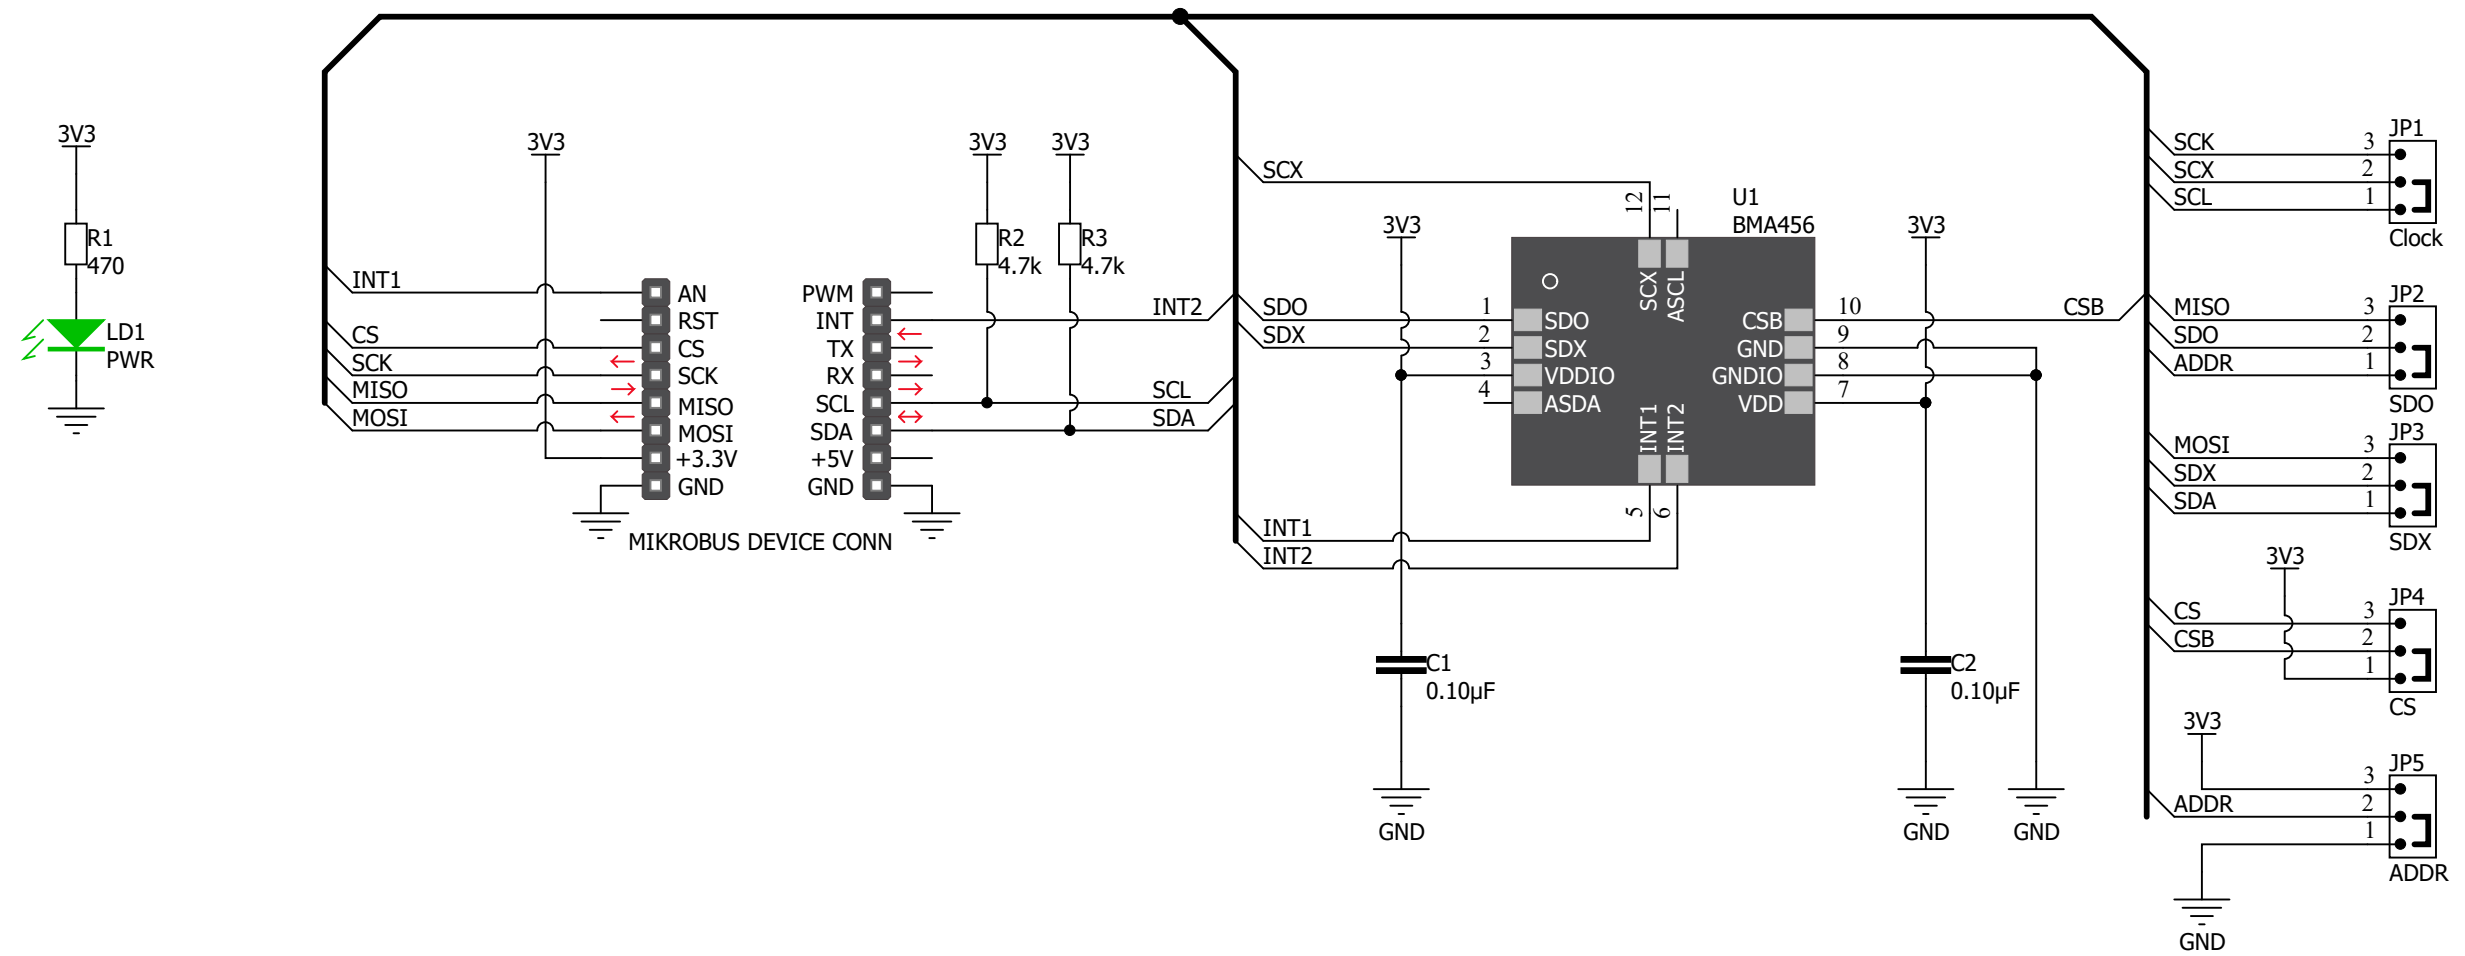 3V3
R1
470
LD1
PWR
INT1
CS
SCK
MISO
MOSI
3V3
AN
RST
CS
SCK
MISO
MOSI
+3.3V
GND
PWM
INT
TX
RX
SCL
SDA
+5V
GND
MIKROBUS DEVICE CONN
3V3
R2
4.7k
3V3
R3
4.7k
INT2
SCL
SDA
SCX
SDO
SDX
INT1
INT2
3V3
C1
0.10µF
GND
U1
BMA456
12
11
SCX
ASCL
1
SDO
2
SDX
3
VDDIO
4
ASDA
INT1
INT2
5
6
CSB
10
GND
9
GNDIO
8
VDD
7
3V3
C2
0.10µF
GND
GND
CSB
JP1
SCK 3
SCX 2
SCL 1
Clock
JP2
MISO 3
SDO 2
ADDR 1
SDO
JP3
MOSI 3
SDX 2
SDA 1
SDX
3V3
JP4
CS 3
CSB 2
1
CS
3V3
JP5
3
ADDR 2
1
ADDR
GND